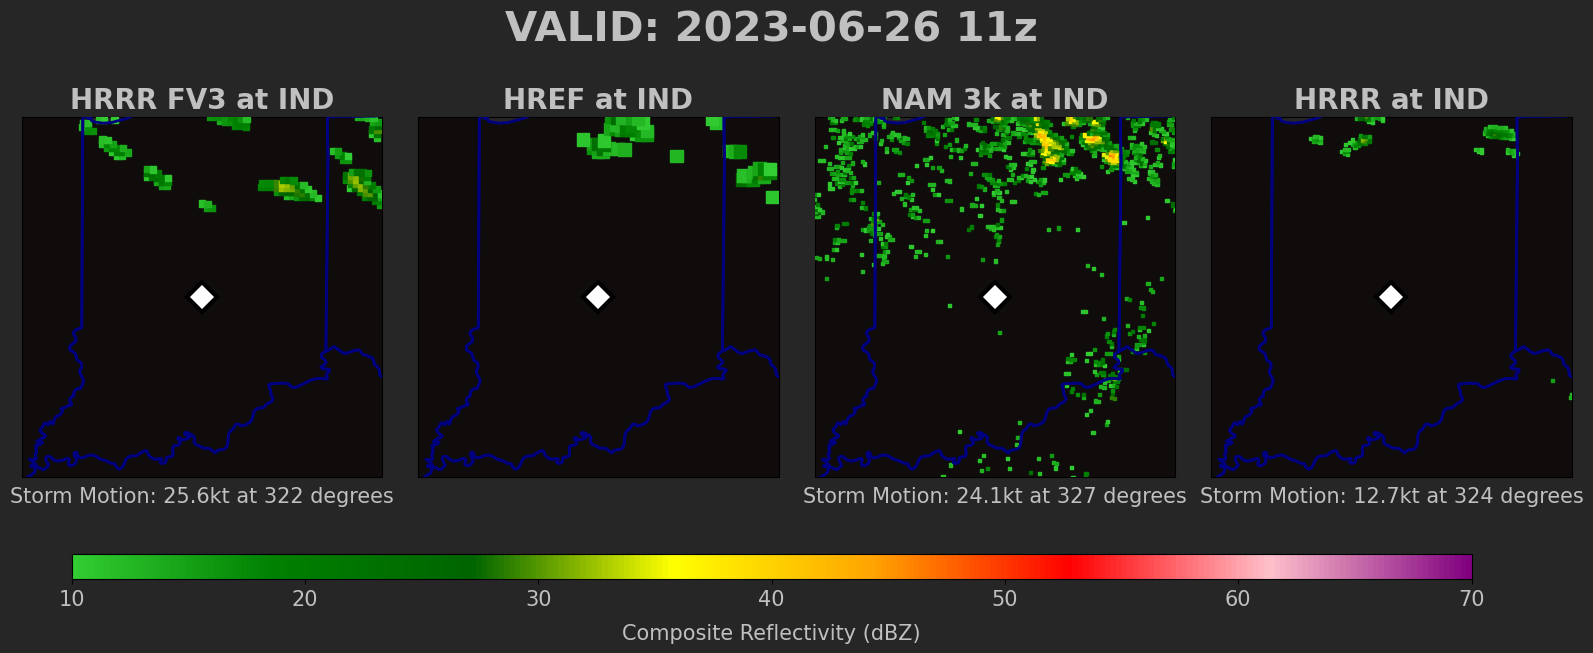 VALID: 2023-06-26 11z
HRRR FV3 at IND
HREF at IND
NAM 3k at IND
HRRR at IND
Storm Motion: 25.6kt at 322 degrees
Storm Motion: 24.1kt at 327 degrees
Storm Motion: 12.7kt at 324 degrees
10 20 30 40 50 60 70
Composite Reflectivity (dBZ)